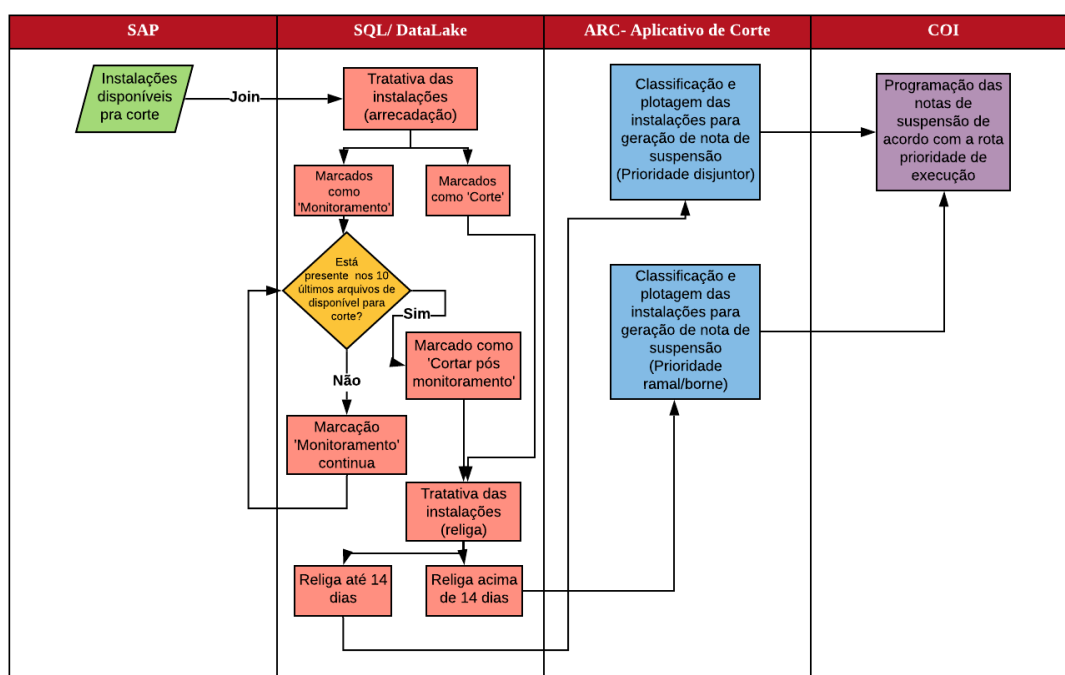 SAP
SQL/ DataLake
ARC- Aplicativo de Corte
COI
Instalações
disponíveis
pra corte
Join
Tratativa das
instalações
(arrecadação)
Marcados
como
'Monitoramento'
Marcados
como 'Corte'
Está
presente nos 10
últimos arquivos de
disponível para
corte?
Sim
Marcado como
'Cortar pós
monitoramento'
Não
Marcação
'Monitoramento'
continua
Tratativa das
instalações
(religa)
Religa até 14
dias
Religa acima
de 14 dias
Classificação e
plotagem das
instalações para
geração de nota de
suspensão
(Prioridade disjuntor)
Classificação e
plotagem das
instalações para
geração de nota de
suspensão
(Prioridade
ramal/borne)
Programação das
notas de
suspensão de
acordo com a rota
prioridade de
execução